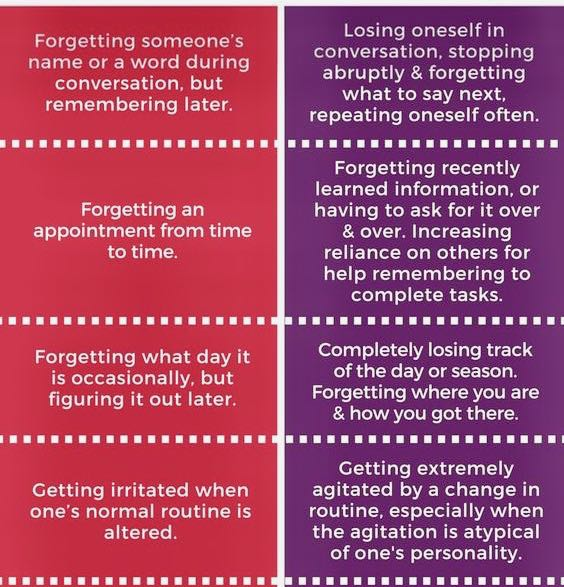 Forgetting someone's
name or a word during
conversation, but
remembering later.
Losing oneself in
conversation, stopping
abruptly & forgetting
what to say next,
repeating oneself often.
Forgetting an
appointment from time
to time.
Forgetting recently
learned information, or
having to ask for it over
& over. Increasing
reliance on others for
help remembering to
complete tasks.
Forgetting what day it
is occasionally, but
figuring it out later.
Completely losing track
of the day or season.
Forgetting where you are
& how you got there.
Getting irritated when
one's normal routine is
altered.
Getting extremely
agitated by a change in
routine, especially when
the agitation is atypical
of one's personality.